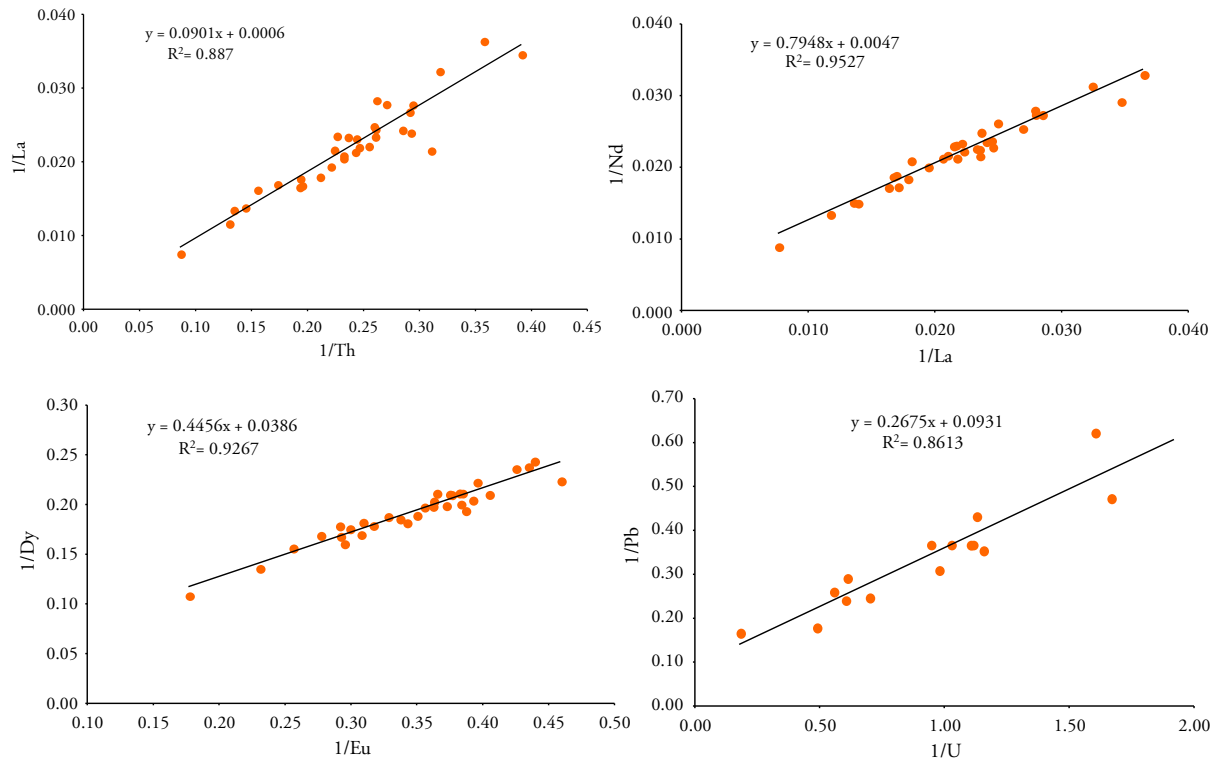 0.040
y = 0.0901x + 0.0006
R²= 0.887
0.030
0.020
0.010
0.000
0.00 0.05 0.10 0.15 0.20 0.25 0.30 0.35 0.40 0.45
1/La
1/Th
0.040
y = 0.7948x + 0.0047
R²= 0.9527
0.030
0.020
0.010
0.000
0.000 0.010 0.020 0.030 0.040
1/Nd
1/La
0.30
y = 0.4456x + 0.0386
R²= 0.9267
0.25
0.20
0.15
0.10
0.05
0.00
0.10 0.15 0.20 0.25 0.30 0.35 0.40 0.45 0.50
1/Dy
1/Eu
0.70
y = 0.2675x + 0.0931
R²= 0.8613
0.60
0.50
0.40
0.30
0.20
0.10
0.00
0.00 0.50 1.00 1.50 2.00
1/Pb
1/U